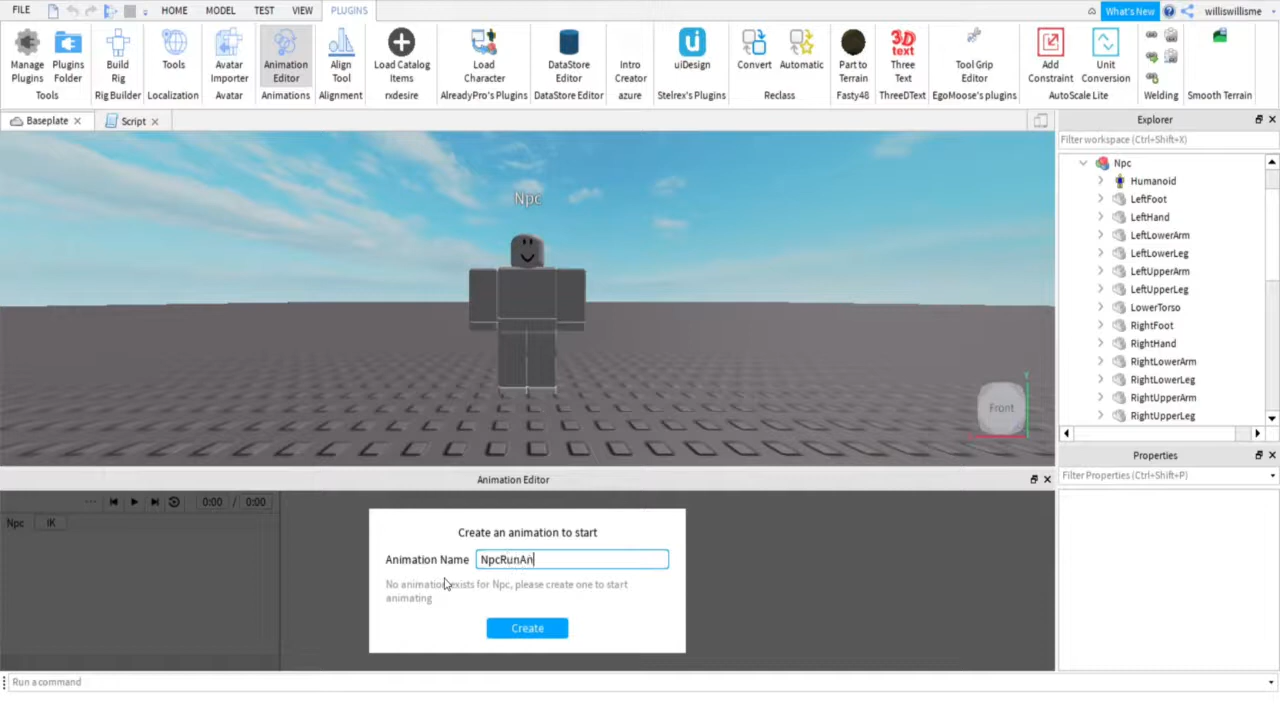 FILE HOME MODEL TEST VIEW PLUGINS What's New williswillisme
Manage Plugins Plugins Folder Build Rig Tools Avatar Importer Animation Editor Align Tool Load Catalog Items Load Character DataStore Editor Intro Creator uiDesign Convert Automatic Part to Terrain 3D text Three Text Tool Grip Editor Add Constraint Unit Conversion
Tools Rig Builder Localization Avatar Animations Alignment rxdesire AlreadyPro's Plugins DataStore Editor azure Stelrex's Plugins Reclass Fasty48 ThreeDText EgoMoose's plugins AutoScale Lite Welding Smooth Terrain
Baseplate Script Explorer
Filter workspace (Ctrl+Shift+X)
Npc
Humanoid
LeftFoot
LeftHand
LeftLowerArm
LeftLowerLeg
LeftUpperArm
LeftUpperLeg
LowerTorso
RightFoot
RightHand
RightLowerArm
RightLowerLeg
RightUpperArm
RightUpperLeg
Npc
Y
Front
Properties
Filter Properties (Ctrl+Shift+P)
Animation Editor
0:00 / 0:00
Npc IK
Create an animation to start
Animation Name NpcRunAn
No animation exists for Npc, please create one to start
animating
Create
Run a command